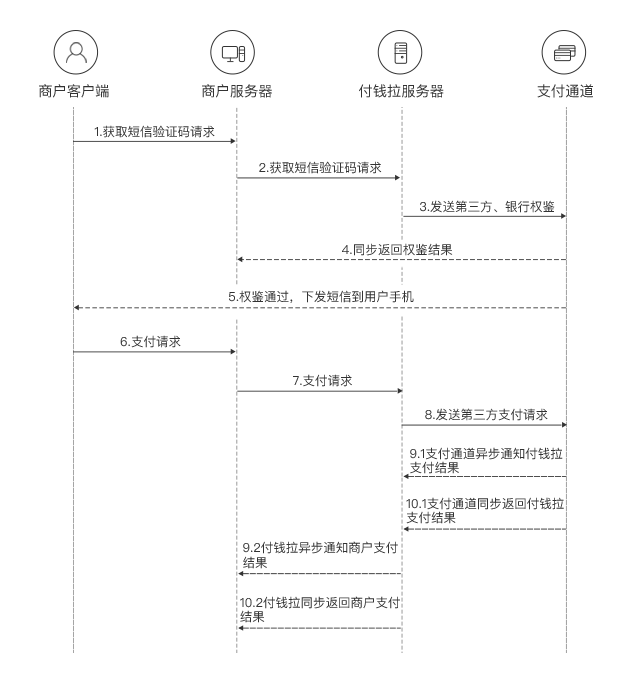 商户客户端
商户服务器
付钱拉服务器
支付通道
1.获取短信验证码请求
2.获取短信验证码请求
3.发送第三方、银行权鉴
4.同步返回权鉴结果
5.权鉴通过，下发短信到用户手机
6.支付请求
7.支付请求
8.发送第三方支付请求
9.1支付通道异步通知付钱拉
支付结果
10.1支付通道同步返回付钱拉
支付结果
9.2付钱拉异步通知商户支付
结果
10.2付钱拉同步返回商户支付
结果